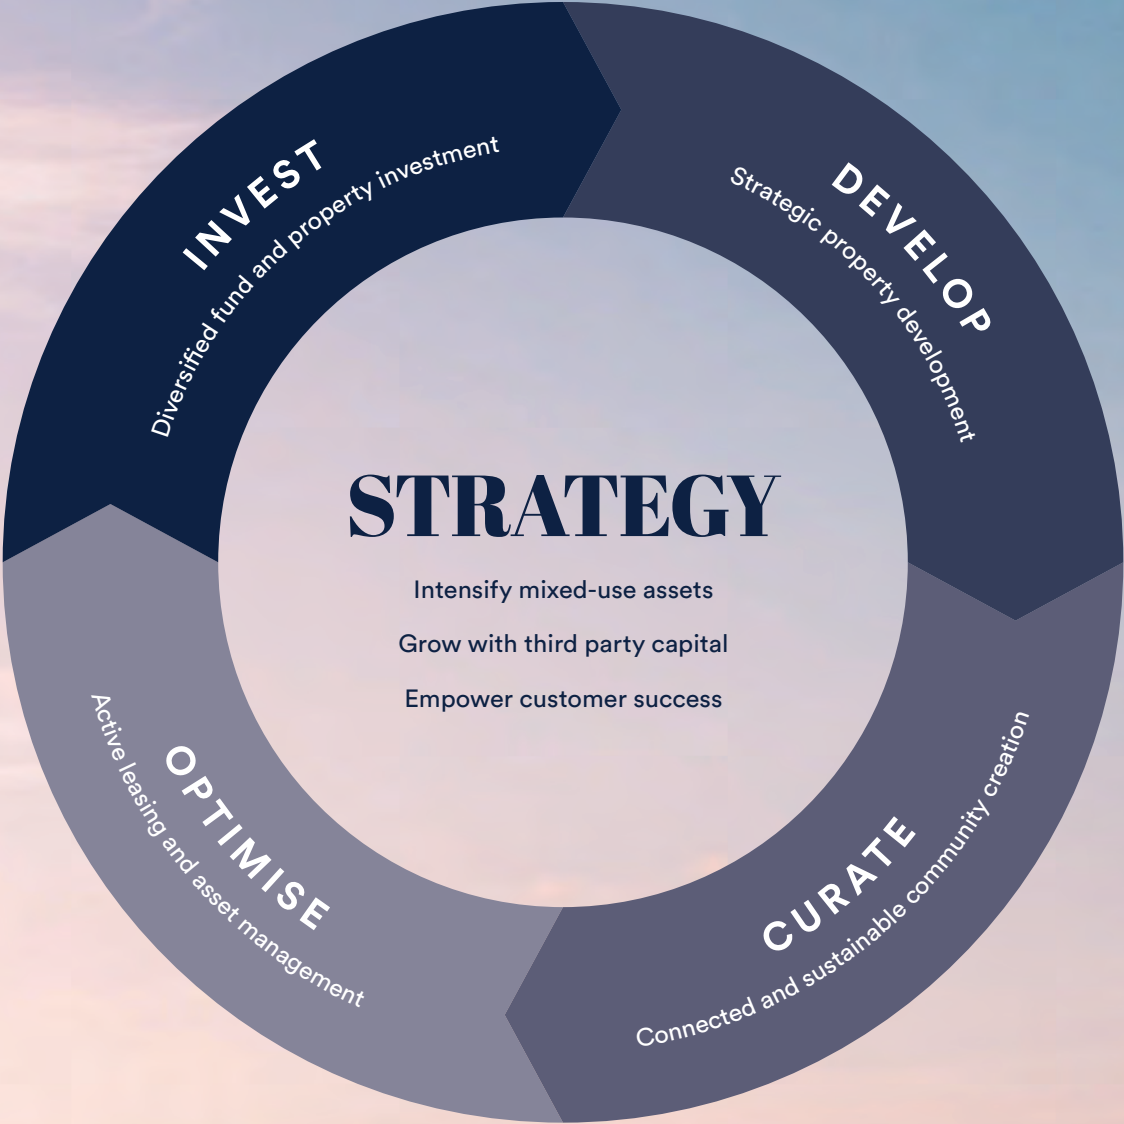 INVEST
Diversified fund and property investment
DEVELOP
Strategic property development
STRATEGY
Intensify mixed-use assets
Grow with third party capital
Empower customer success
CURATE
Connected and sustainable community creation
OPTIMISE
Active leasing and asset management